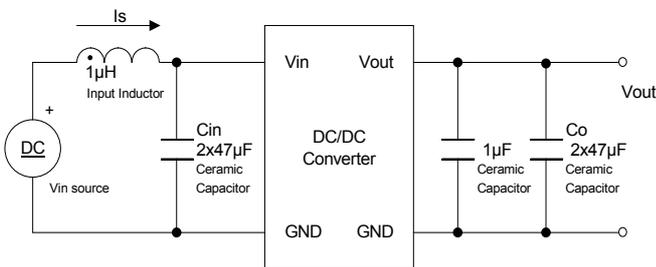 Is
1µH
Input Inductor
+
DC
Vin source
Cin
2x47µF
Ceramic
Capacitor
Vin
Vout
DC/DC
Converter
GND
GND
1µF
Ceramic
Capacitor
Co
2x47µF
Ceramic
Capacitor
Vout